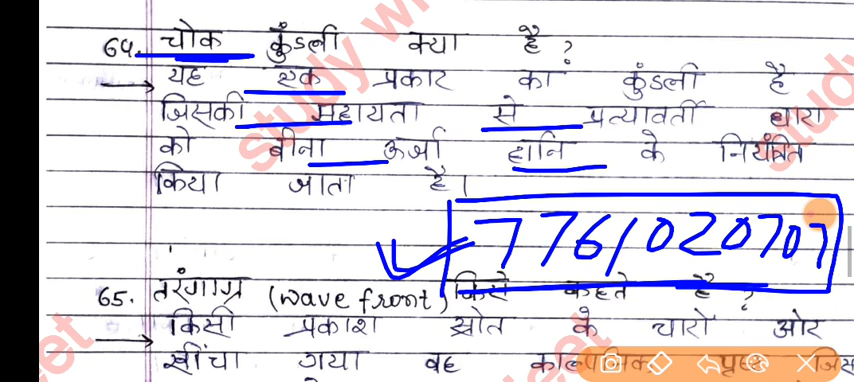 64. चोक कुंडली क्या है ?
यह एक प्रकार का कुंडली है
जिसकी सहायता से प्रत्यावर्ती धारा
को बीना ऊर्जा हानि के नियंत्रित
किया जाता है।
7761020707
65. तरंगाग्र (wave front) किसे कहते है ?
किसी प्रकाश स्रोत के चारो ओर
खींचा गया वह काल्पनिक पृष्ठ जिस